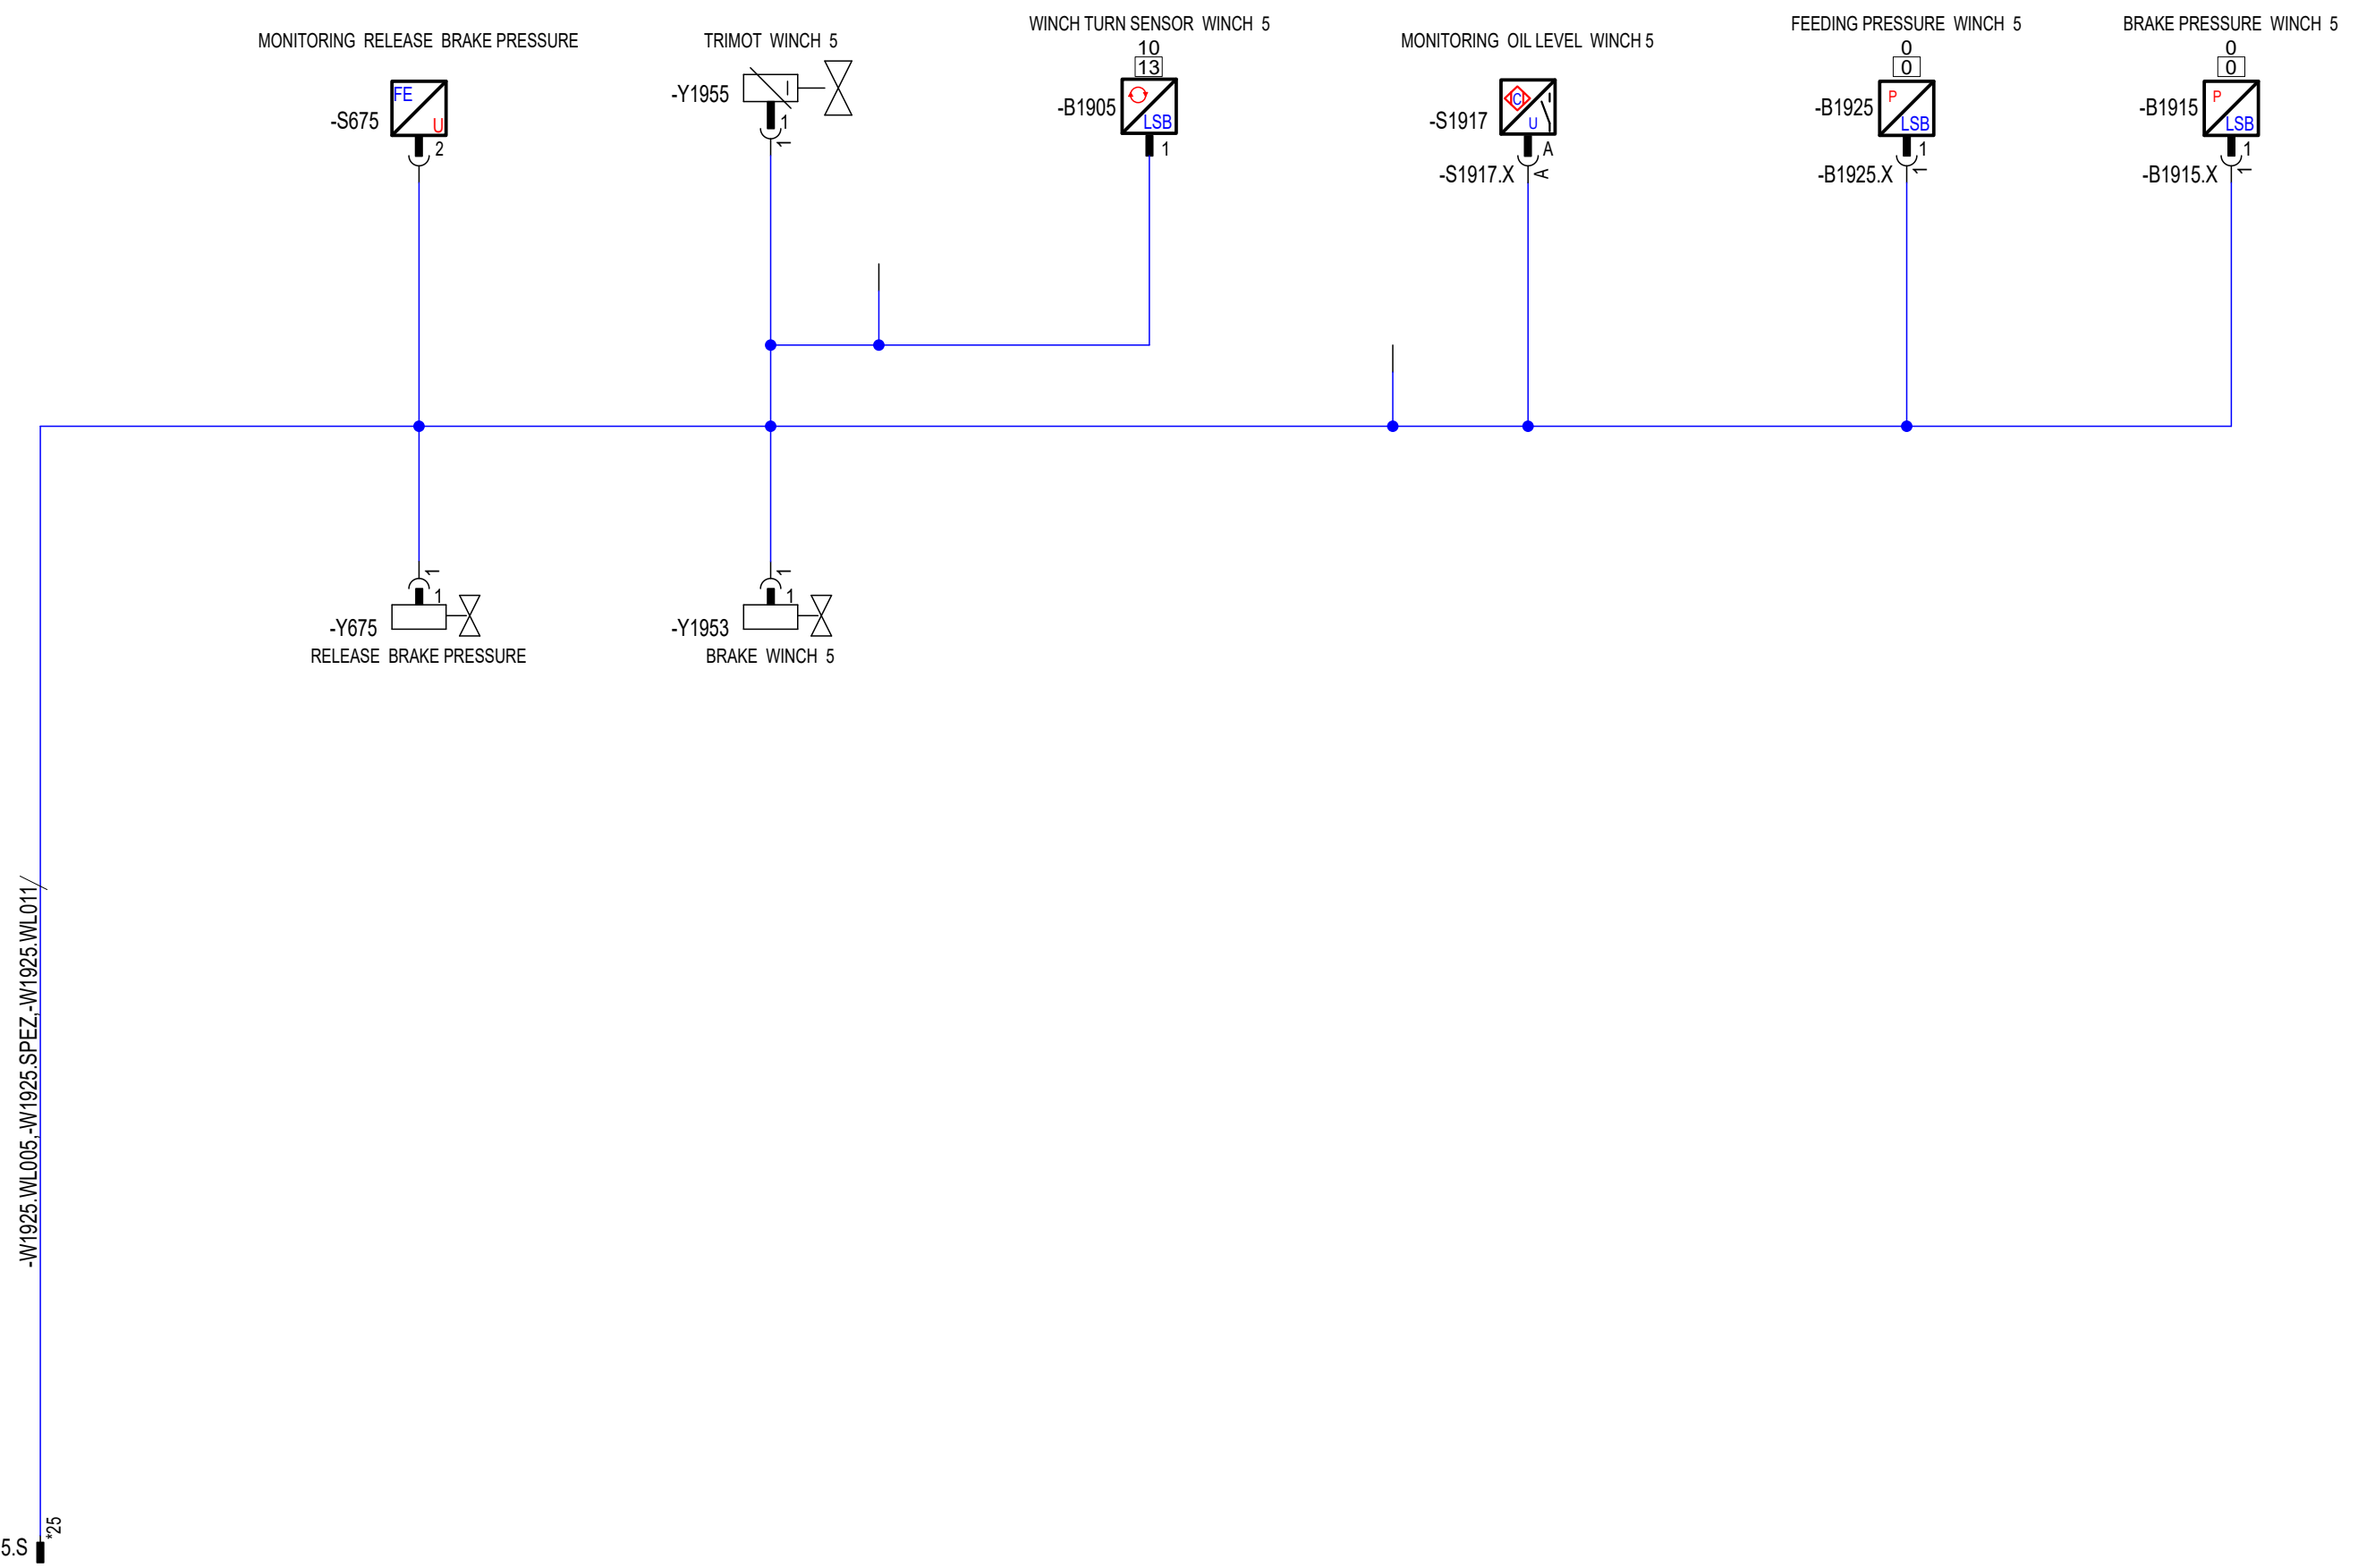 WINCH TURN SENSOR WINCH 5
FEEDING PRESSURE WINCH 5
BRAKE PRESSURE WINCH 5
MONITORING RELEASE BRAKE PRESSURE
TRIMOT WINCH 5
MONITORING OIL LEVEL WINCH 5
10
13
0
0
0
0
-S675
FE
U
2
-Y1955
I
1
1
-B1905
LSB
1
-S1917
C
U
A
-S1917.X
A
-B1925
P
LSB
1
-B1925.X
1
-B1915
P
LSB
1
-B1915.X
1
1
1
-Y675
RELEASE BRAKE PRESSURE
1
1
-Y1953
BRAKE WINCH 5
-W1925.WL005,-W1925.SPEZ,-W1925.WL011
*25
5.S